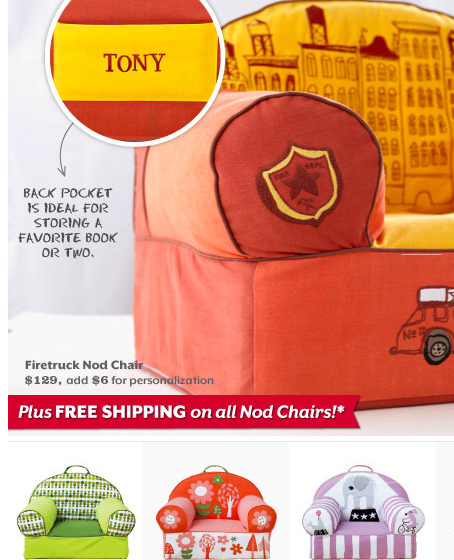 TONY
BACK POCKET
IS IDEAL FOR
STORING A
FAVORITE BOOK
OR TWO.
Firetruck Nod Chair
$129, add $6 for personalization
Plus FREE SHIPPING on all Nod Chairs!*